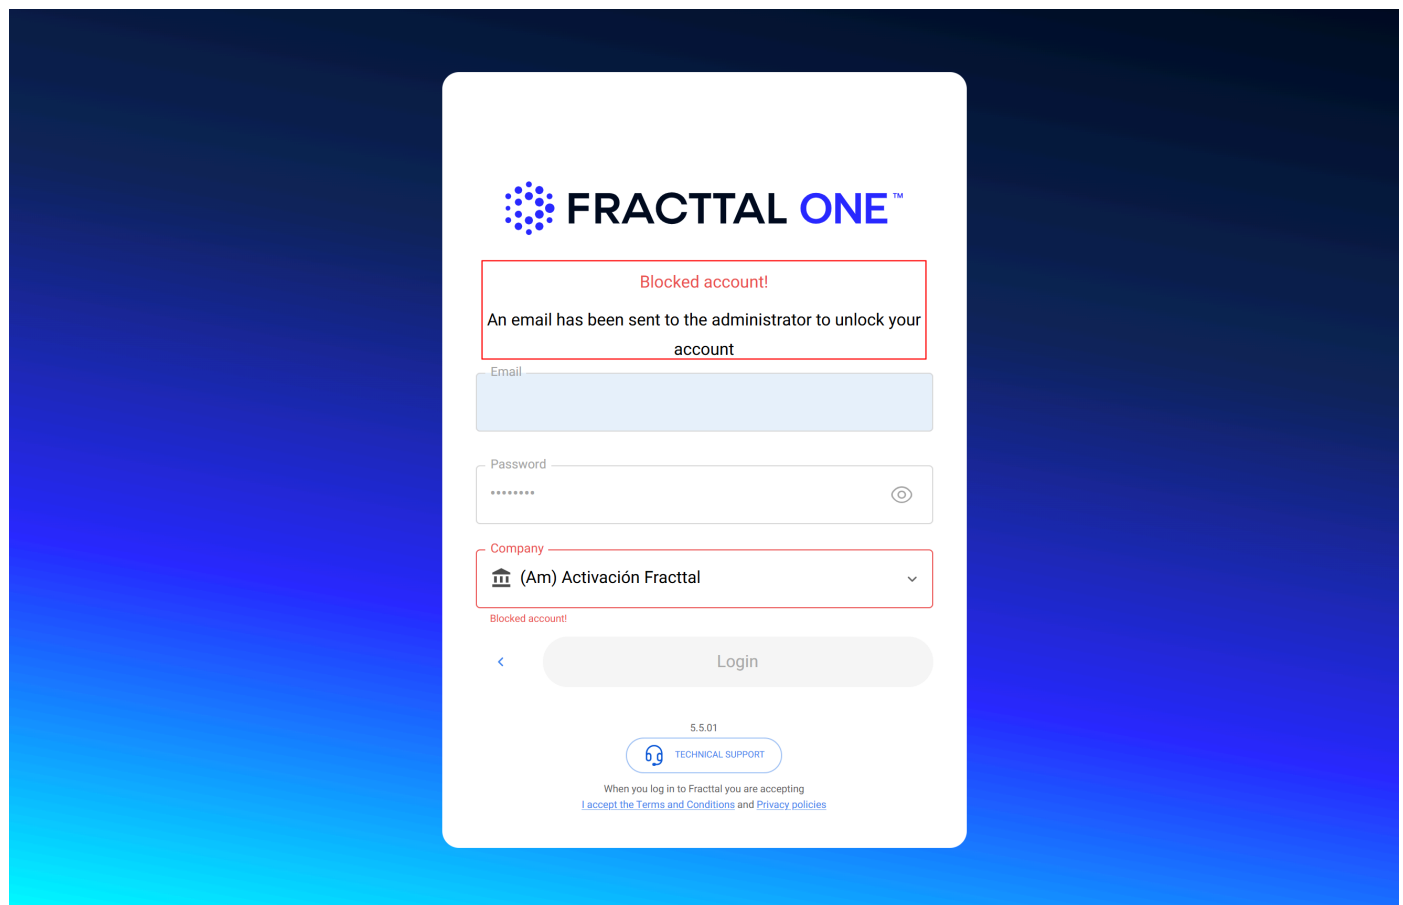 FRACTTAL ONE™
Blocked account!
An email has been sent to the administrator to unlock your
account
Email
Password
••••••••
Company
(Am) Activación Fracttal
Blocked account!
Login
5.5.01
TECHNICAL SUPPORT
When you log in to Fracttal you are accepting
I accept the Terms and Conditions and Privacy policies